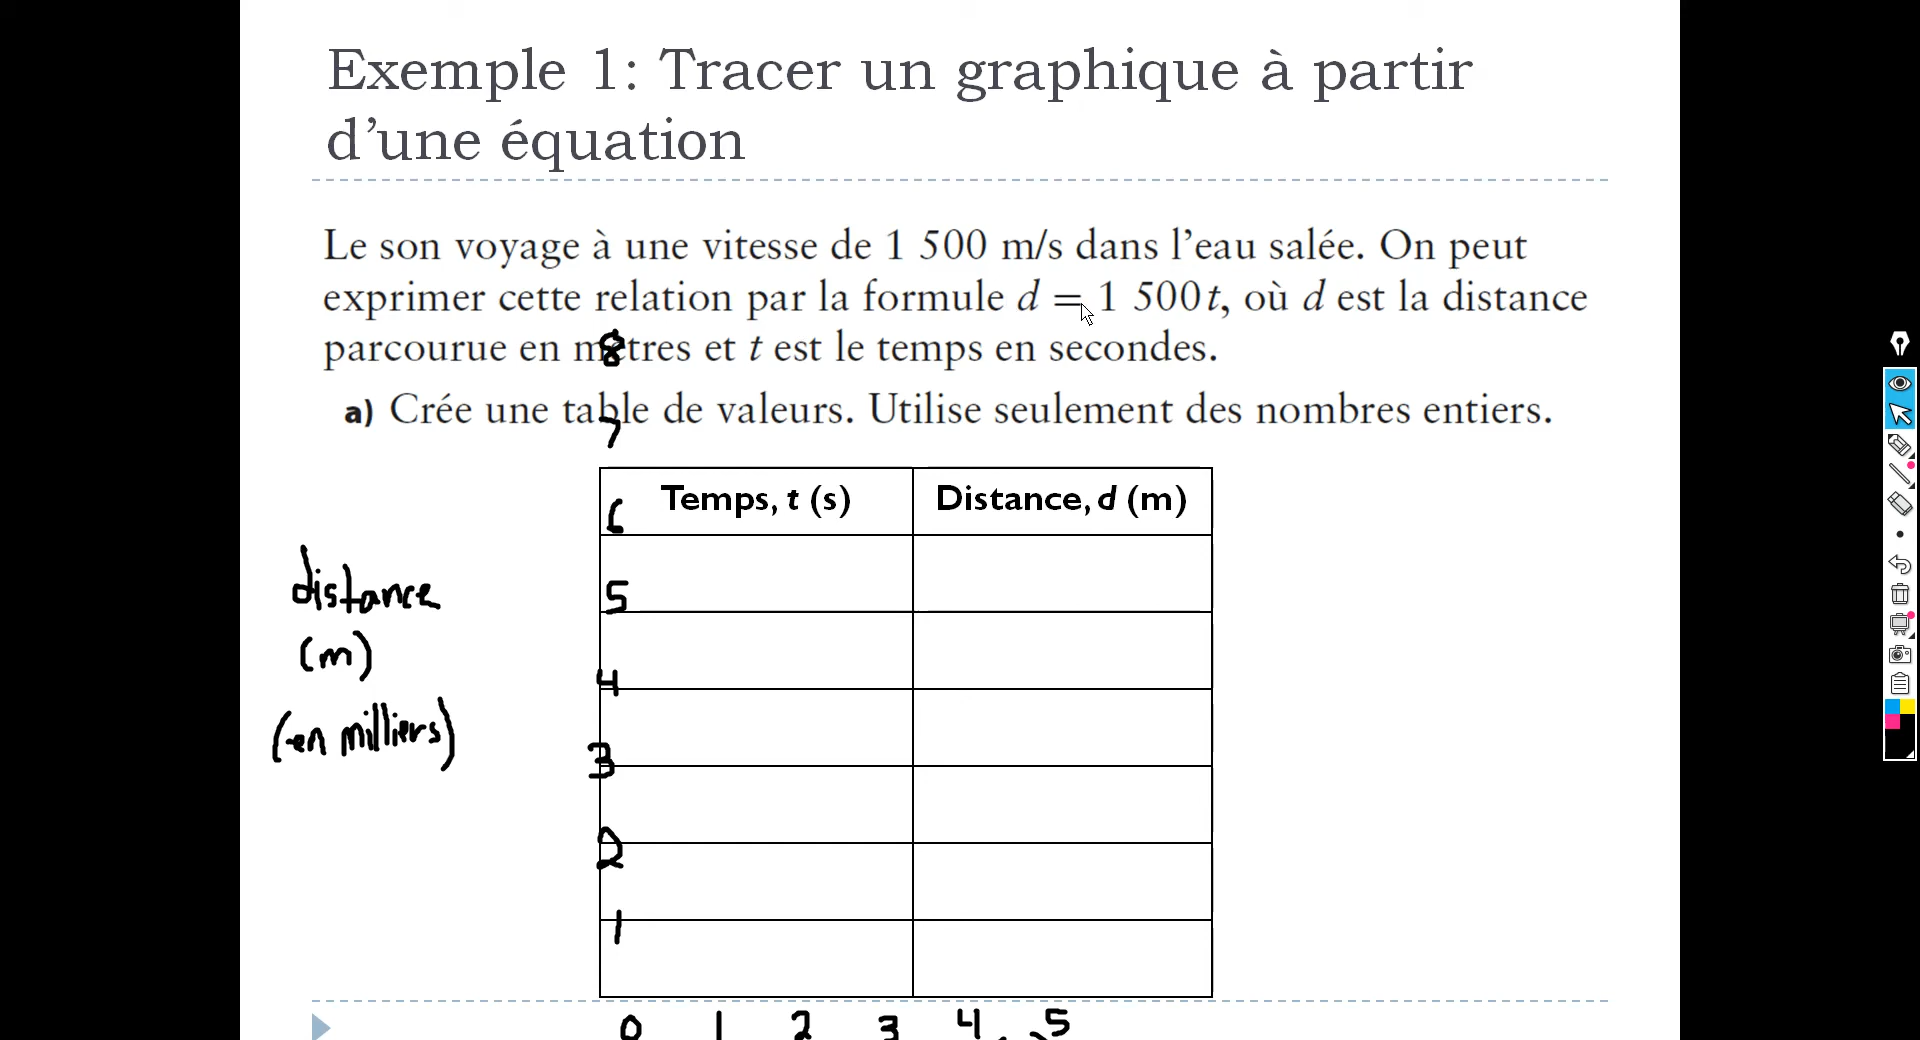 Exemple 1: Tracer un graphique à partir
d'une équation
Le son voyage à une vitesse de 1 500 m/s dans l'eau salée. On peut
exprimer cette relation par la formule d = 1 500t, où d est la distance
parcourue en mètres et t est le temps en secondes.
8
a) Crée une table de valeurs. Utilise seulement des nombres entiers.
7
Temps, t (s) Distance, d (m)
6
distance
5
(m)
4
(en milliers)
3
2
1
0 1 2 3 4 5